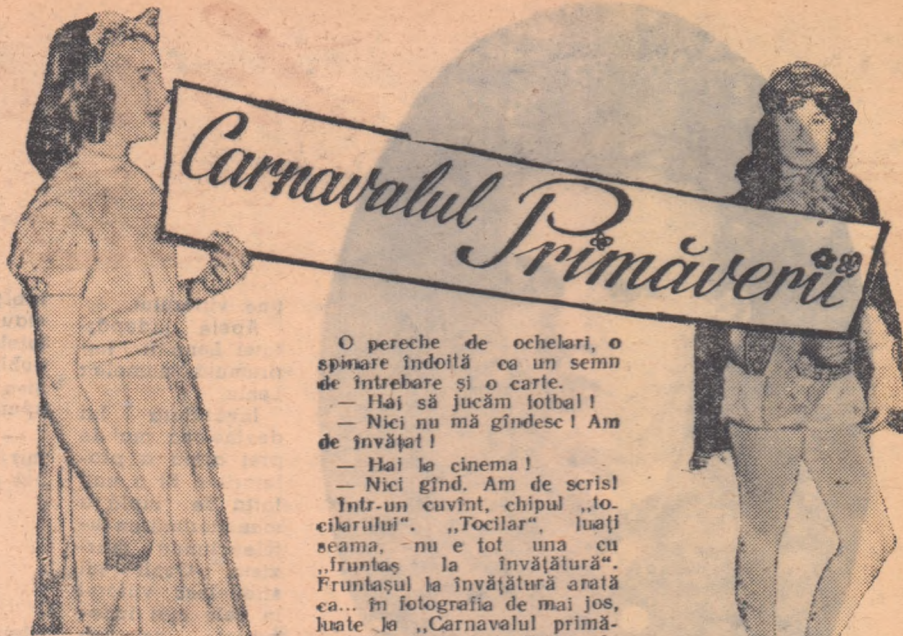 Carnavalul Primăverii
O pereche de ochelari, o
spinare îndoită ca un semn
de întrebare și o carte.
— Hai să jucăm fotbal !
— Nici nu mă gîndesc ! Am
de învățat !
— Hai la cinema !
— Nici gînd. Am de scris!
Într-un cuvînt, chipul „to-
cilarului“. „Tocilar“, luați
seama, nu e tot una cu
„fruntaș la învățătură“.
Fruntașul la învățătură arată
ca... în fotografia de mai jos,
luate la „Carnavalul primă-